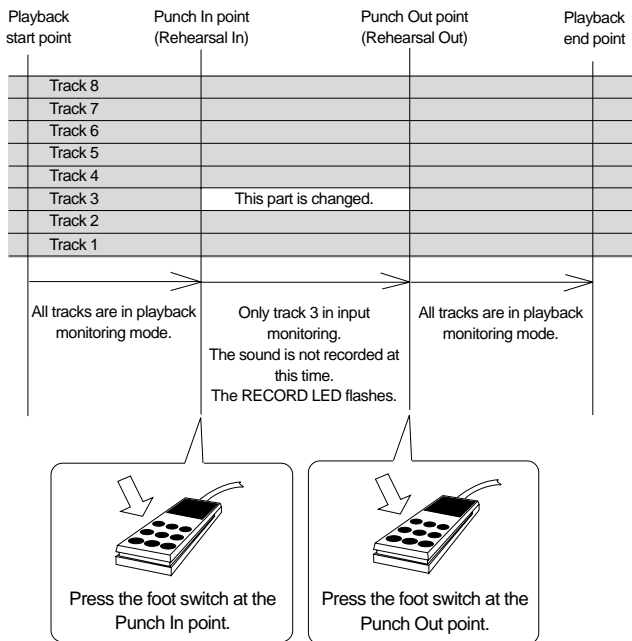 Playback
start point
Punch In point
(Rehearsal In)
Punch Out point
(Rehearsal Out)
Playback
end point
Track 8
Track 7
Track 6
Track 5
Track 4
Track 3
This part is changed.
Track 2
Track 1
All tracks are in playback
monitoring mode.
Only track 3 in input
monitoring.
The sound is not recorded at
this time.
The RECORD LED flashes.
All tracks are in playback
monitoring mode.
Press the foot switch at the
Punch In point.
Press the foot switch at the
Punch Out point.